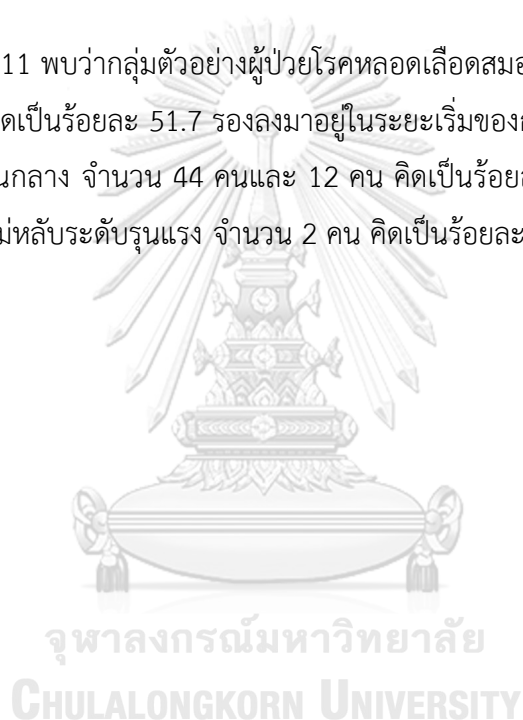 11 พบว่ากลุ่มตัวอย่างผู้ป่วยโรคหลอดเลือดสมอ
ดเป็นร้อยละ 51.7 รองลงมาอยู่ในระยะเริ่มของก
นกลาง จำนวน 44 คนและ 12 คน คิดเป็นร้อยล
ม่หลับระดับรุนแรง จำนวน 2 คน คิดเป็นร้อยละ
จุฬาลงกรณ์มหาวิทยาลัย
CHULALONGKORN UNIVERSITY